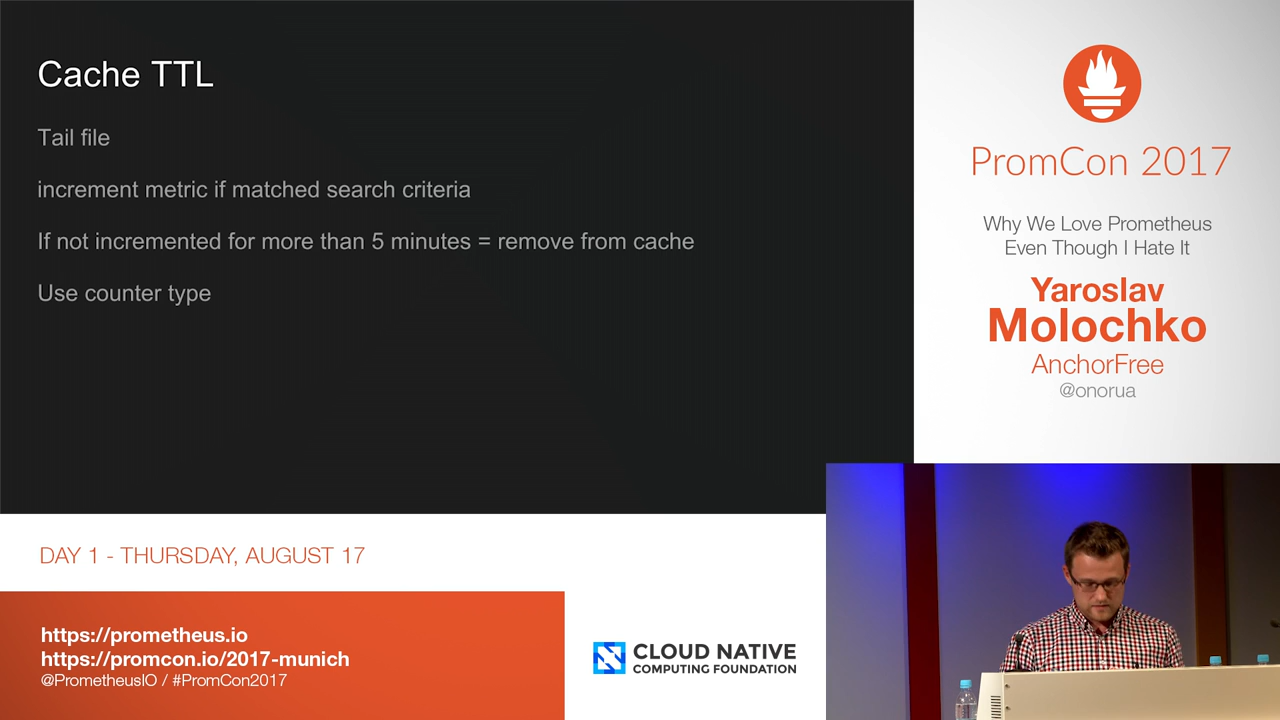 Cache TTL
Tail file
increment metric if matched search criteria
If not incremented for more than 5 minutes = remove from cache
Use counter type
PromCon 2017
Why We Love Prometheus
Even Though I Hate It
Yaroslav
Molochko
AnchorFree
@onorua
DAY 1 - THURSDAY, AUGUST 17
https://prometheus.io
https://promcon.io/2017-munich
@PrometheusIO / #PromCon2017
CLOUD NATIVE
COMPUTING FOUNDATION